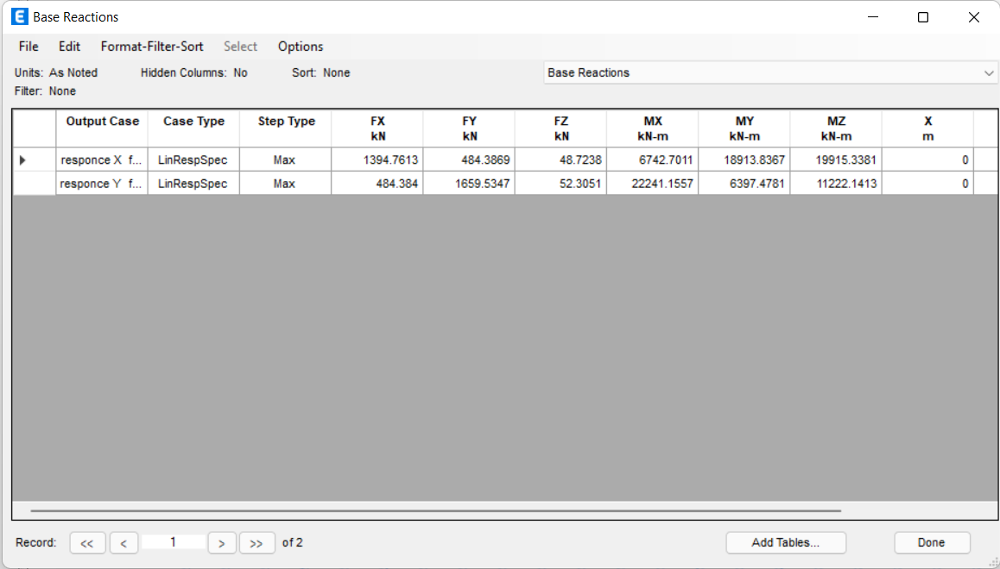 E Base Reactions
File Edit Format-Filter-Sort Select Options
Units: As Noted Hidden Columns: No Sort: None Base Reactions
Filter: None
Output Case Case Type Step Type FX kN FY kN FZ kN MX kN-m MY kN-m MZ kN-m X m
responce X f... LinRespSpec Max 1394.7613 484.3869 48.7238 6742.7011 18913.8367 19915.3381 0
responce Y f... LinRespSpec Max 484.384 1659.5347 52.3051 22241.1557 6397.4781 11222.1413 0
Record: << < 1 > >> of 2 Add Tables... Done